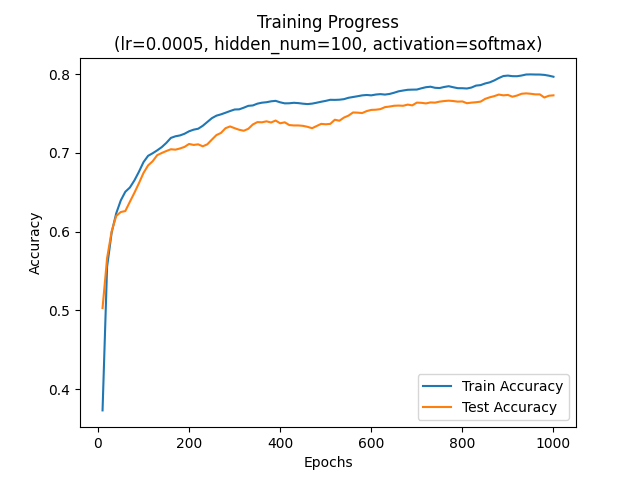 Training Progress
(lr=0.0005, hidden_num=100, activation=softmax)
0.8
0.7
0.6
0.5
0.4
Accuracy
Train Accuracy
Test Accuracy
0
200
400
600
800
1000
Epochs